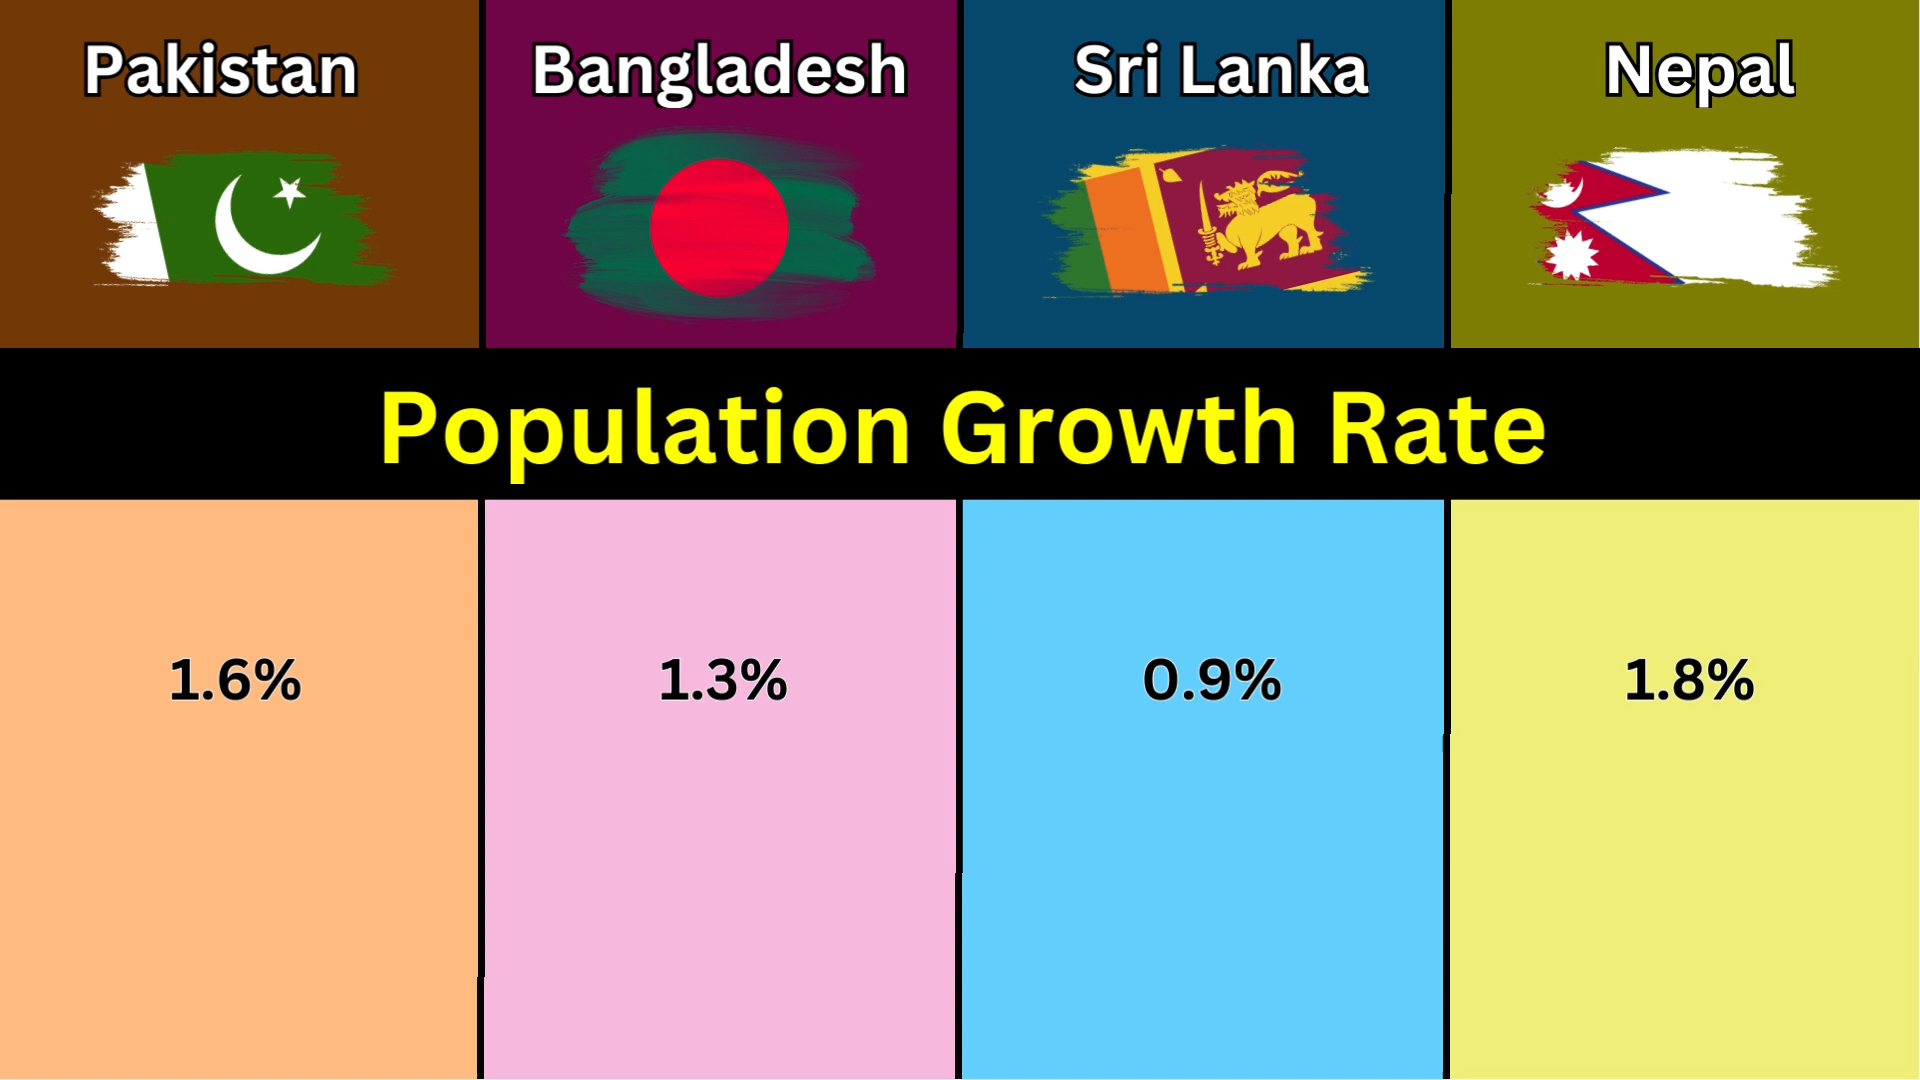 Pakistan
Bangladesh
Sri Lanka
Nepal
Population Growth Rate
1.6%
1.3%
0.9%
1.8%